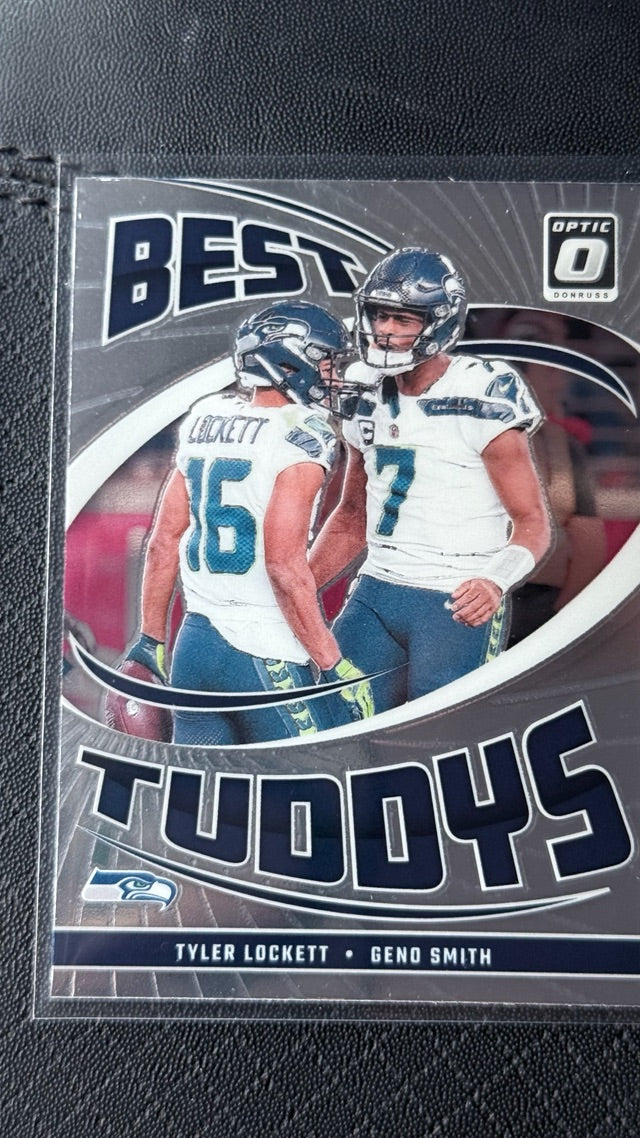 BEST
OPTIC
O
DONRUSS
LOCKETT
16
7
C
TUDDYS
TYLER LOCKETT • GENO SMITH